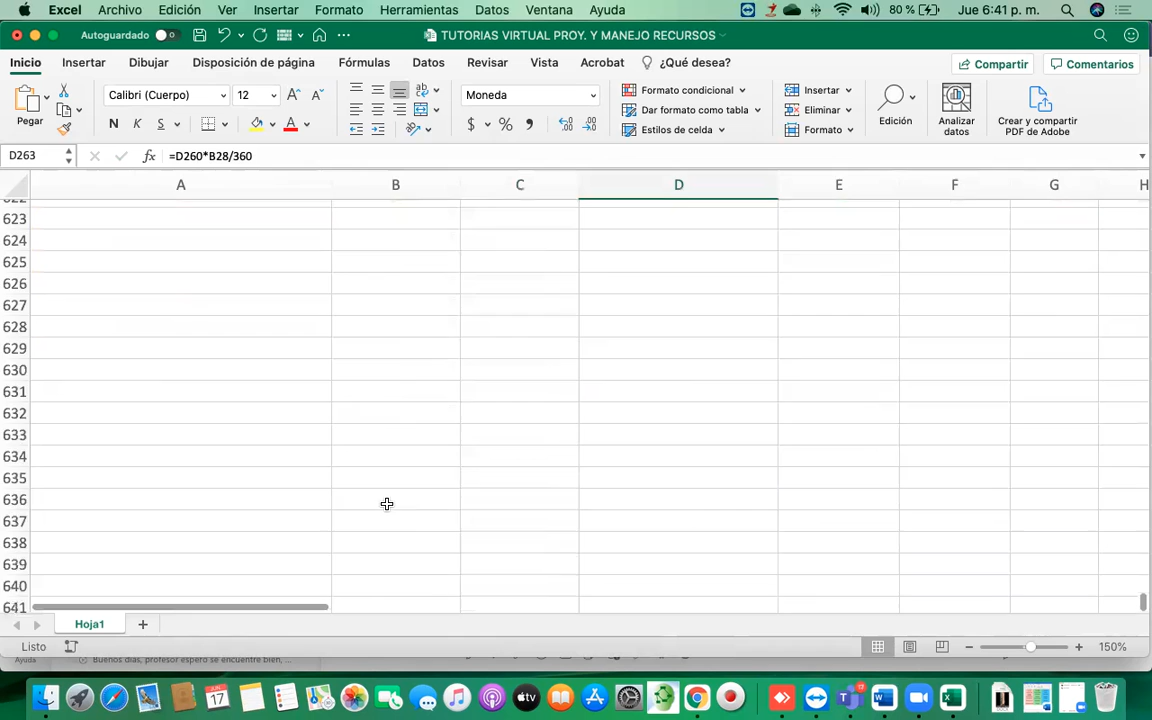 Excel Archivo Edición Ver Insertar Formato Herramientas Datos Ventana Ayuda 80 % Jue 6:41 p. m.
Autoguardado TUTORIAS VIRTUAL PROY. Y MANEJO RECURSOS
Inicio Insertar Dibujar Disposición de página Fórmulas Datos Revisar Vista Acrobat ¿Qué desea? Compartir Comentarios
Pegar Calibri (Cuerpo) 12 Moneda Formato condicional Dar formato como tabla Estilos de celda Insertar Eliminar Formato Edición Analizar datos Crear y compartir PDF de Adobe
N K S A $ %
D263 fx =D260*B28/360
A B C D E F G H
622
623
624
625
626
627
628
629
630
631
632
633
634
635
636
637
638
639
640
641
Hoja1 +
Listo 150%
Ayuda Buenos días, profesor espero se encuentre bien, ...
17